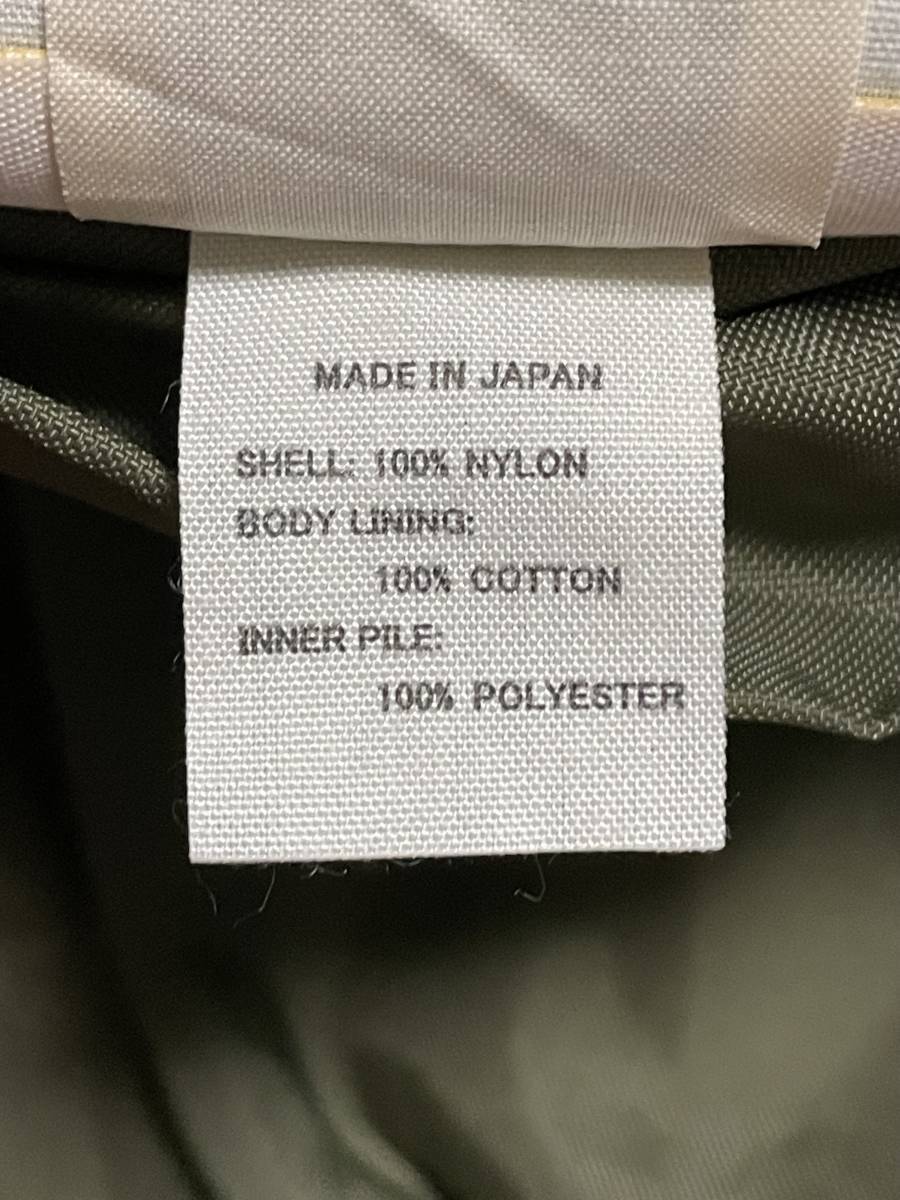 MADE IN JAPAN
SHELL: 100% NYLON
BODY LINING:
100% COTTON
INNER PILE:
100% POLYESTER